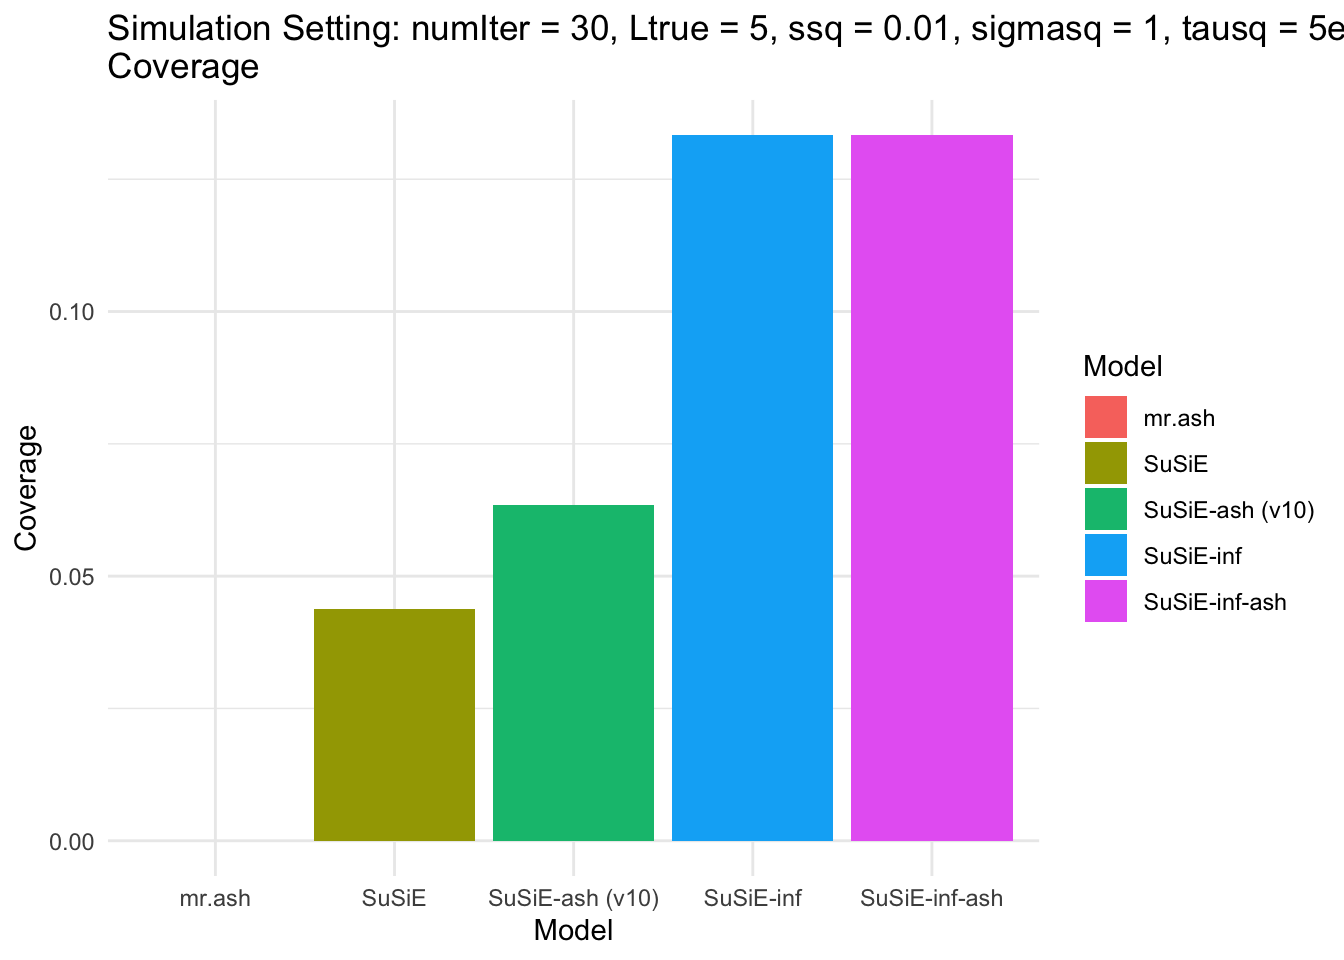 Simulation Setting: numIter = 30, Ltrue = 5, ssq = 0.01, sigmasq = 1, tausq = 5e
Coverage
Coverage
0.10
0.05
0.00
mr.ash
SuSiE
SuSiE-ash (v10)
SuSiE-inf
SuSiE-inf-ash
Model
Model
mr.ash
SuSiE
SuSiE-ash (v10)
SuSiE-inf
SuSiE-inf-ash